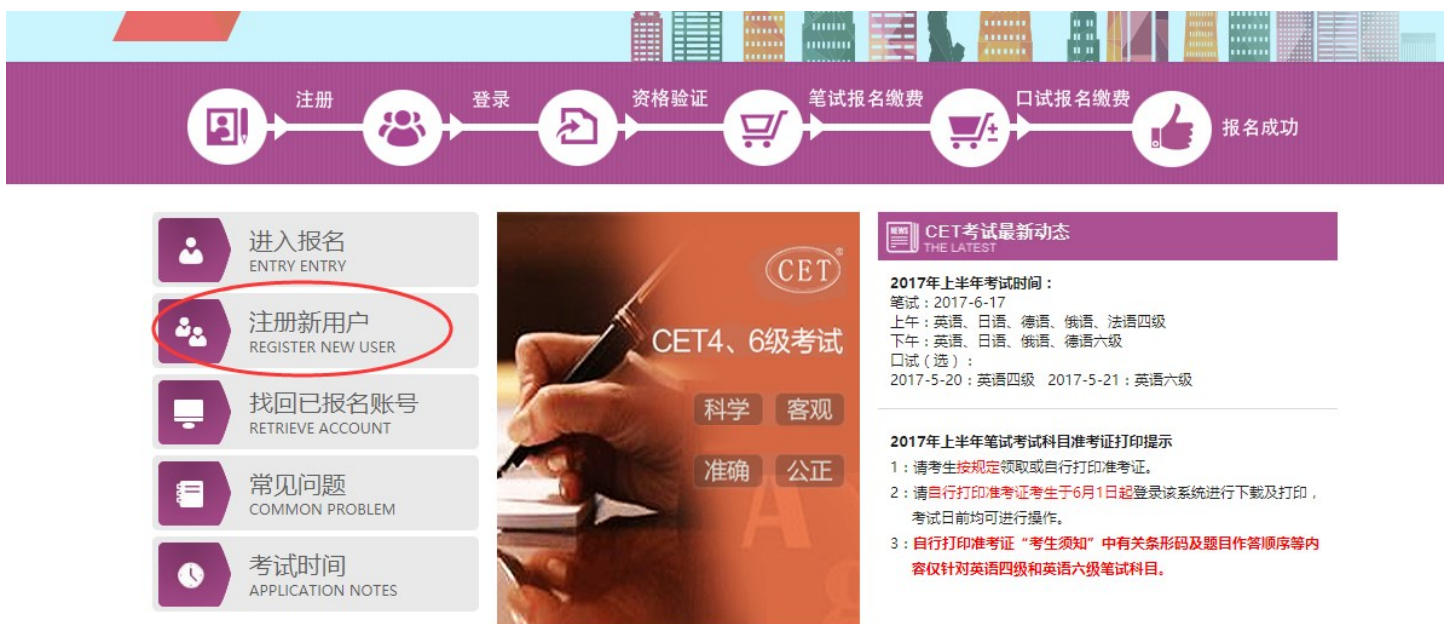 注册
登录
资格验证
笔试报名缴费
口试报名缴费
报名成功
进入报名
ENTRY ENTRY
注册新用户
REGISTER NEW USER
找回已报名账号
RETRIEVE ACCOUNT
常见问题
COMMON PROBLEM
考试时间
APPLICATION NOTES
CET®
CET4、6级考试
科学 客观
准确 公正
NEWS
CET考试最新动态
THE LATEST
2017年上半年考试时间：
笔试：2017-6-17
上午：英语、日语、德语、俄语、法语四级
下午：英语、日语、俄语、德语六级
口试（选）：
2017-5-20：英语四级 2017-5-21：英语六级
2017年上半年笔试考试科目准考证打印提示
1：请考生按规定领取或自行打印准考证。
2：请自行打印准考证考生于6月1日起登录该系统进行下载及打印，
考试日前均可进行操作。
3：自行打印准考证“考生须知”中有关条形码及题目作答顺序等内
容仅针对英语四级和英语六级笔试科目。